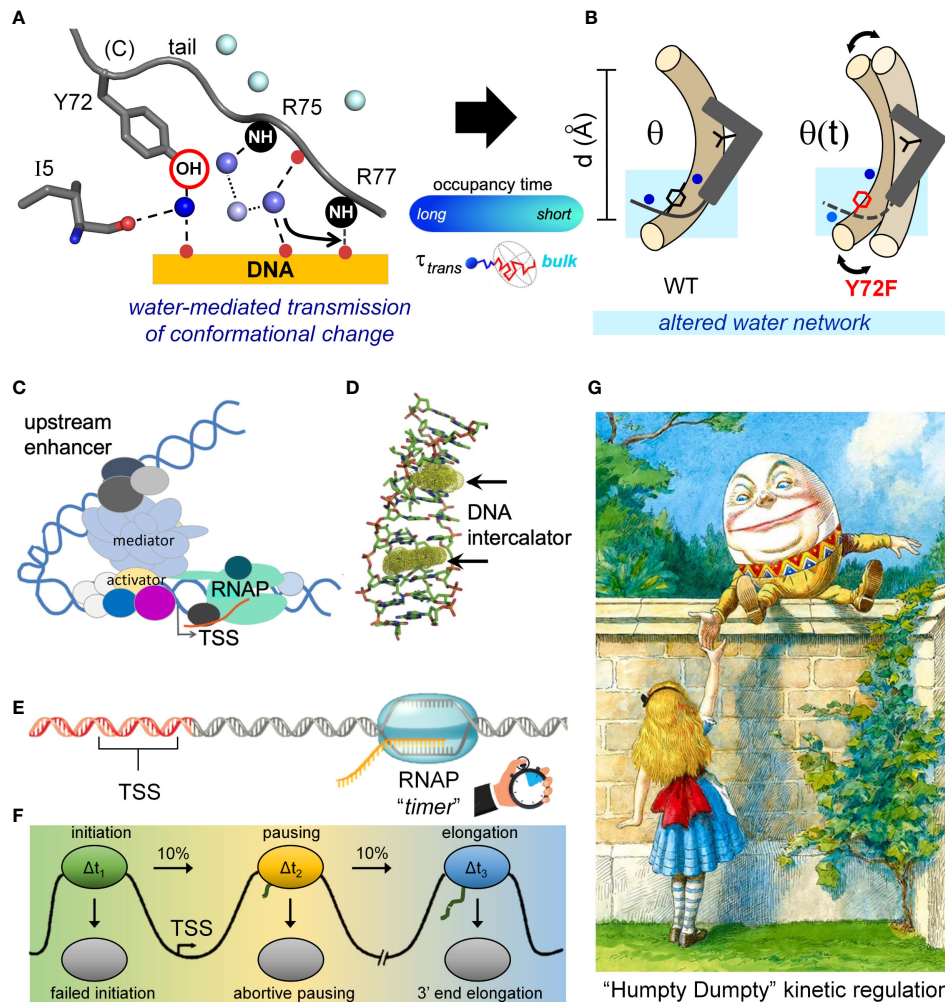 A
(C)
tail
Y72
R75
NH
I5
OH
R77
NH
DNA
water-mediated transmission
of conformational change
occupancy time
long
short
τtrans
bulk
B
d (Å)
θ
θ(t)
WT
Y72F
altered water network
C
upstream
enhancer
mediator
activator
RNAP
TSS
D
DNA
intercalator
E
TSS
RNAP
“timer”
F
initiation
pausing
elongation
10%
10%
Δt1
Δt2
Δt3
TSS
failed initiation
abortive pausing
3’ end elongation
G
“Humpty Dumpty” kinetic regulation